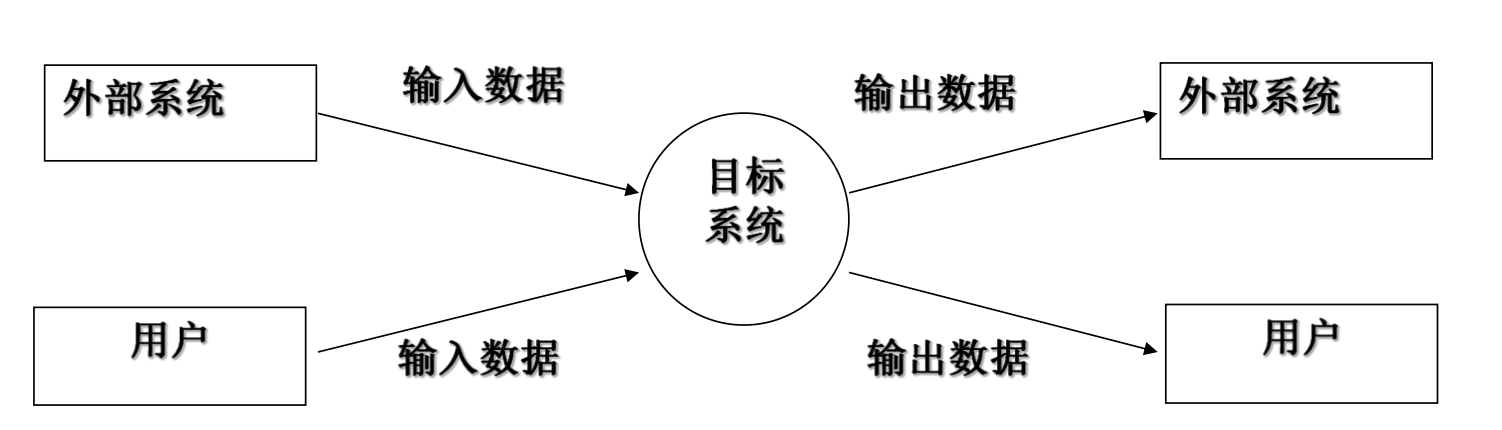 外部系统
输入数据
输出数据
外部系统
目标
系统
用户
输入数据
输出数据
用户